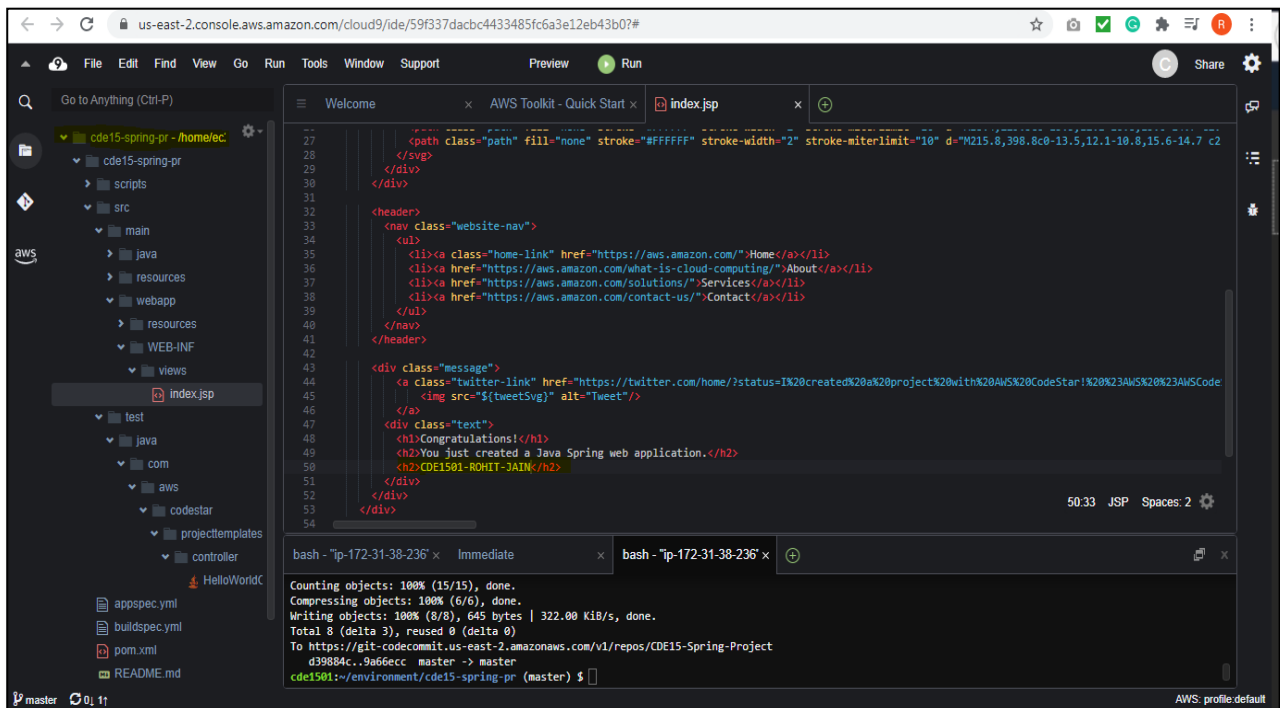 us-east-2.console.aws.amazon.com/cloud9/ide/59f337dacbc4433485fc6a3e12eb43b0?#
R
9 File Edit Find View Go Run Tools Window Support Preview Run C Share
Go to Anything (Ctrl-P)
Welcome AWS Toolkit - Quick Start index.jsp
cde15-spring-pr - /home/ec
cde15-spring-pr
scripts
src
main
aws
java
resources
webapp
resources
WEB-INF
views
index.jsp
test
java
com
aws
codestar
projecttemplates
controller
HelloWorldC
appspec.yml
buildspec.yml
pom.xml
README.md
27 <path class="path" fill="none" stroke="#FFFFFF" stroke-width="2" stroke-miterlimit="10" d="M215.8,398.8c0-13.5,12.1-10.8,15.6-14.7 c2
28 </svg>
29 </div>
30 </div>
31
32 <header>
33 <nav class="website-nav">
34 <ul>
35 <li><a class="home-link" href="https://aws.amazon.com/">Home</a></li>
36 <li><a href="https://aws.amazon.com/what-is-cloud-computing/">About</a></li>
37 <li><a href="https://aws.amazon.com/solutions/">Services</a></li>
38 <li><a href="https://aws.amazon.com/contact-us/">Contact</a></li>
39 </ul>
40 </nav>
41 </header>
42
43 <div class="message">
44 <a class="twitter-link" href="https://twitter.com/home/?status=I%20created%20a%20project%20with%20AWS%20CodeStar!%20%23AWS%20%23AWSCode
45 <img src="${tweetSvg}" alt="Tweet"/>
46 </a>
47 <div class="text">
48 <h1>Congratulations!</h1>
49 <h2>You just created a Java Spring web application.</h2>
50 <h2>CDE1501-ROHIT-JAIN</h2>
51 </div>
52 </div>
53 </div>
54
50:33 JSP Spaces: 2
bash - "ip-172-31-38-236" Immediate bash - "ip-172-31-38-236"
Counting objects: 100% (15/15), done.
Compressing objects: 100% (6/6), done.
Writing objects: 100% (8/8), 645 bytes | 322.00 KiB/s, done.
Total 8 (delta 3), reused 0 (delta 0)
To https://git-codecommit.us-east-2.amazonaws.com/v1/repos/CDE15-Spring-Project
d39884c..9a66ecc master -> master
cde1501:~/environment/cde15-spring-pr (master) $
master 0↓ 1↑ AWS: profile:default